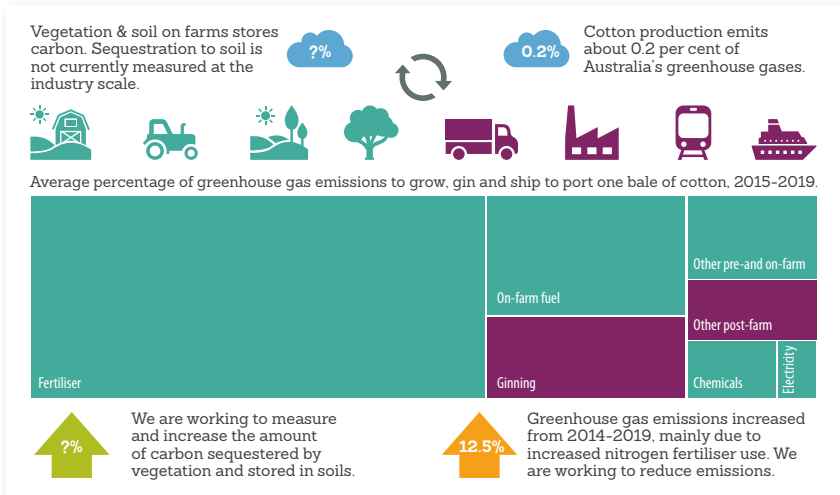 Vegetation & soil on farms stores
carbon. Sequestration to soil is
not currently measured at the
industry scale.
?%
0.2%
Cotton production emits
about 0.2 per cent of
Australia's greenhouse gases.
Average percentage of greenhouse gas emissions to grow, gin and ship to port one bale of cotton, 2015-2019.
Fertiliser
On-farm fuel
Ginning
Other pre-and on-farm
Other post-farm
Chemicals
Electricity
?%
We are working to measure
and increase the amount
of carbon sequestered by
vegetation and stored in soils.
12.5%
Greenhouse gas emissions increased
from 2014-2019, mainly due to
increased nitrogen fertiliser use. We
are working to reduce emissions.